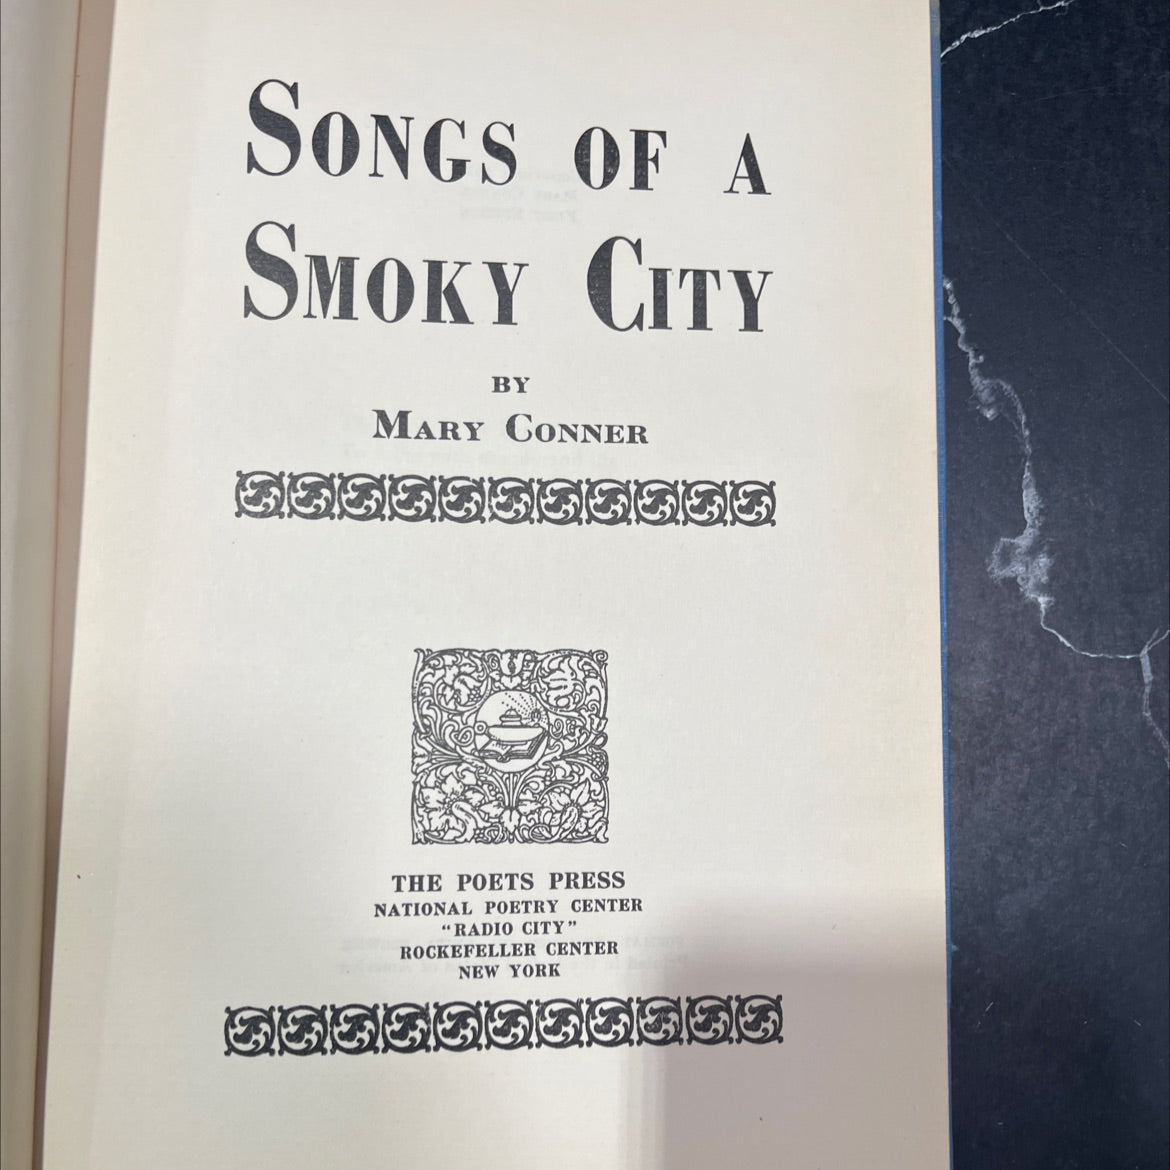 SONGS OF A
SMOKY CITY
BY
MARY CONNER
THE POETS PRESS
NATIONAL POETRY CENTER
"RADIO CITY"
ROCKEFELLER CENTER
NEW YORK